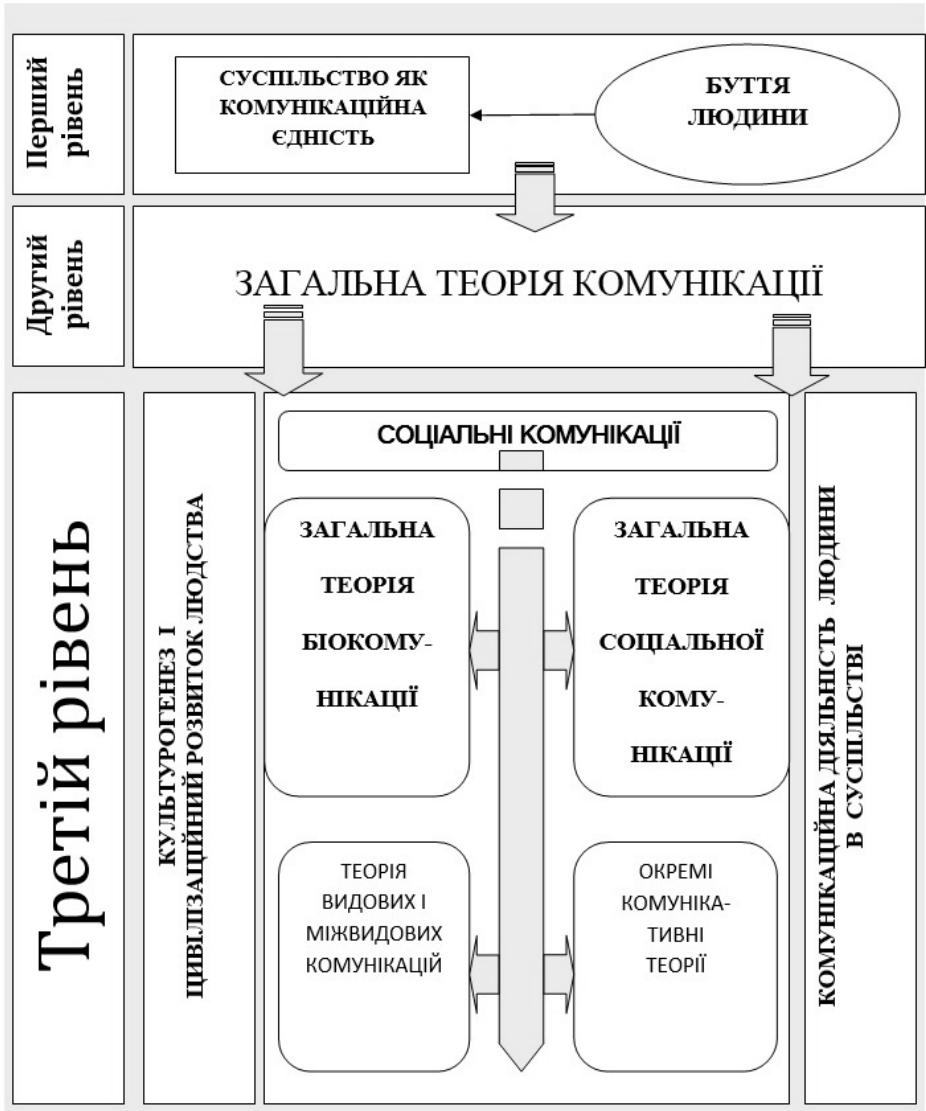 Перший
рівень
СУСПІЛЬСТВО ЯК
КОМУНІКАЦІЙНА
ЄДНІСТЬ
БУТТЯ
ЛЮДИНИ
Другий
рівень
ЗАГАЛЬНА ТЕОРІЯ КОМУНІКАЦІЇ
Третій рівень
КУЛЬТУРОГЕНЕЗ І
ЦИВІЛІЗАЦІЙНИЙ РОЗВИТОК ЛЮДСТВА
СОЦІАЛЬНІ КОМУНІКАЦІЇ
ЗАГАЛЬНА
ТЕОРІЯ
БІОКОМУ-
НІКАЦІЇ
ЗАГАЛЬНА
ТЕОРІЯ
СОЦІАЛЬНОЇ
КОМУ-
НІКАЦІЇ
ТЕОРІЯ
ВИДОВИХ І
МІЖВИДОВИХ
КОМУНІКАЦІЙ
ОКРЕМІ
КОМУНІКА-
ТИВНІ
ТЕОРІЇ
КОМУНІКАЦІЙНА ДІЯЛЬНІСТЬ ЛЮДИНИ
В СУСПІЛЬСТВІ